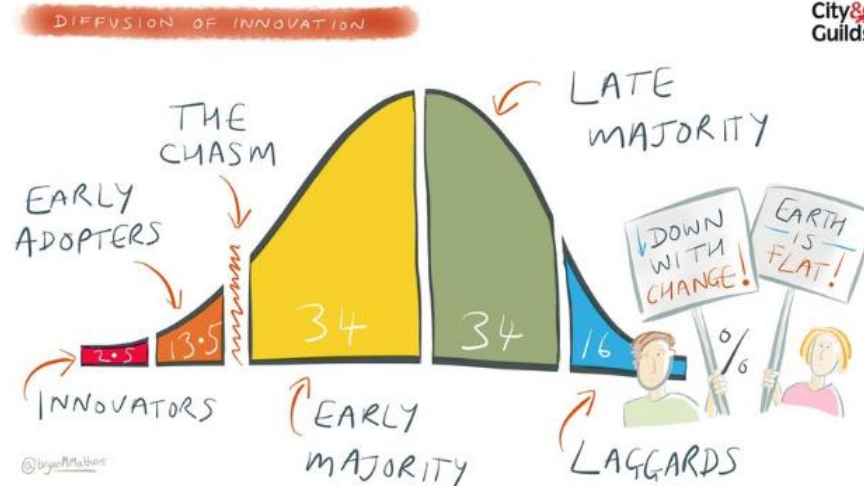 DIFFUSION OF INNOVATION
City&
Guilds
THE
CHASM
LATE
MAJORITY
EARLY
ADOPTERS
↓DOWN
WITH
CHANGE!
EARTH
IS
FLAT!
2.5
13.5
34
34
16
%
INNOVATORS
EARLY
MAJORITY
LAGGARDS
@bryanMMathers